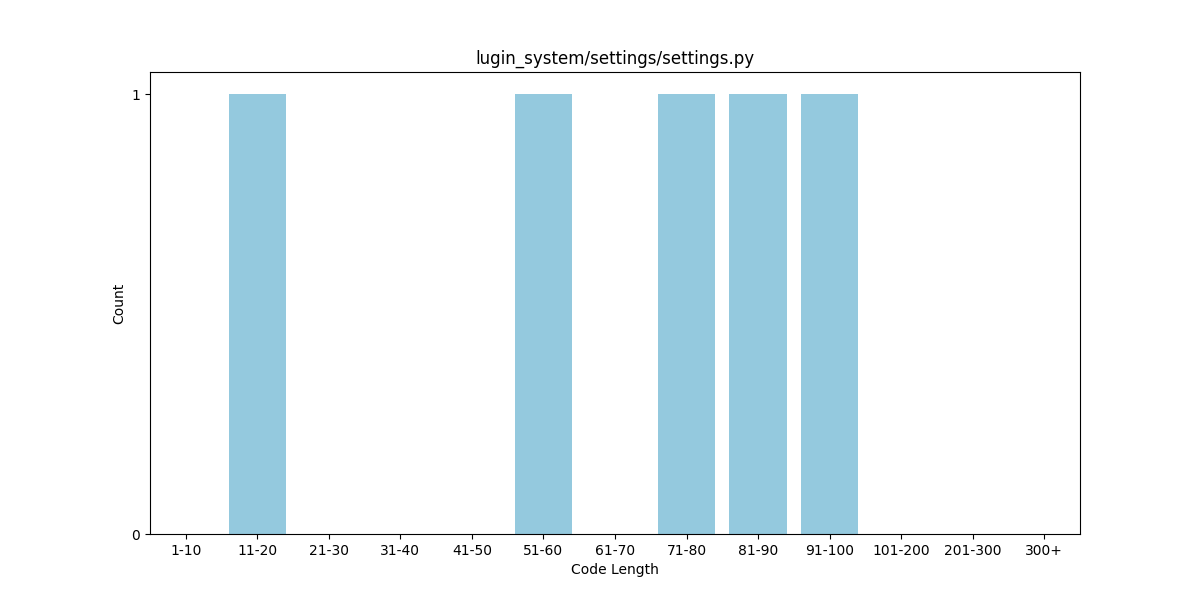 lugin_system/settings/settings.py
1
Count
0
1-10 11-20 21-30 31-40 41-50 51-60 61-70 71-80 81-90 91-100 101-200 201-300 300+
Code Length